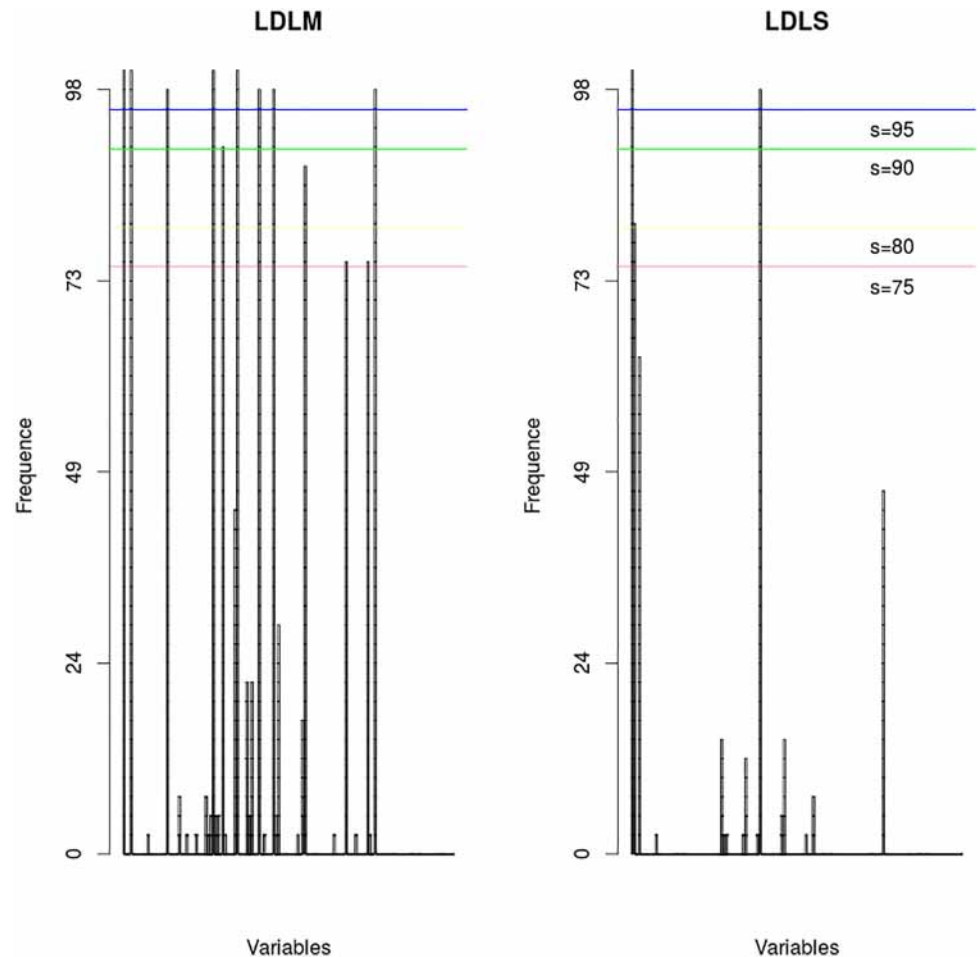 LDLM
98
73
49
24
0
Frequence
Variables
LDLS
98
73
49
24
0
Frequence
s=95
s=90
s=80
s=75
Variables